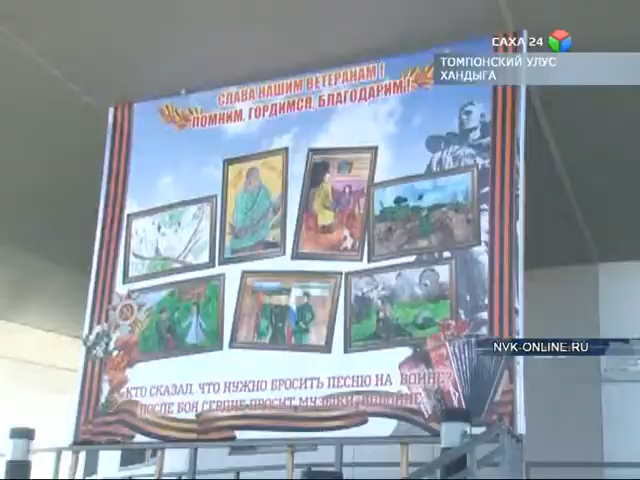 САХА 24
ТОМПОНСКИЙ УЛУС
ХАНДЫГА
СЛАВА НАШИМ ВЕТЕРАНАМ!
ПОМНИМ, ГОРДИМСЯ, БЛАГОДАРИМ!
NVK-ONLINE.RU
«КТО СКАЗАЛ, ЧТО НУЖНО БРОСИТЬ ПЕСНЮ НА ВОЙНЕ?
ПОСЛЕ БОЯ СЕРДЦЕ ПРОСИТ МУЗЫКИ ВДВОЙНЕ»